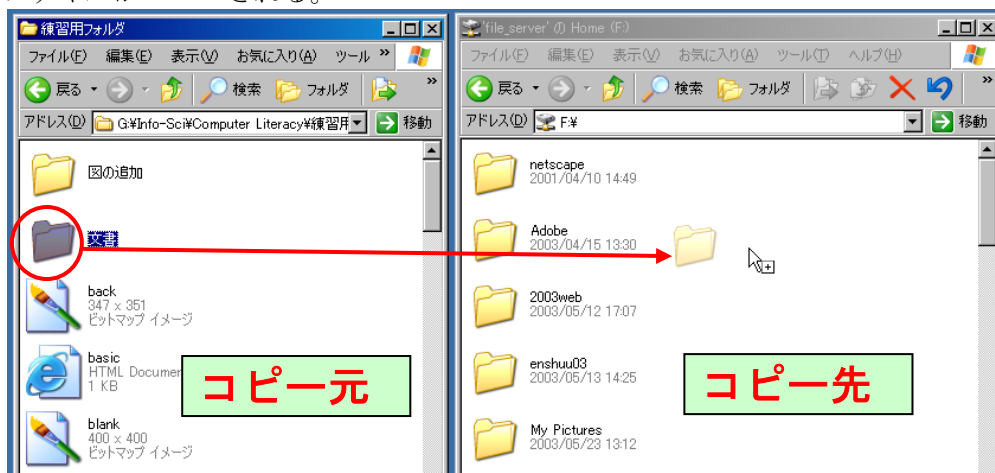 練習用フォルダ
ファイル(F) 編集(E) 表示(V) お気に入り(A) ツール »
戻る 検索 フォルダ »
アドレス(D) G:¥Info-Sci¥Computer Literacy¥練習用 移動
図の追加
文書
back
347 × 351
ビットマップ イメージ
basic
HTML Documen
1 KB
blank
400 × 400
ビットマップ イメージ
コピー元
'file_server' の Home (F:)
ファイル(F) 編集(E) 表示(V) お気に入り(A) ツール(T) ヘルプ(H)
戻る 検索 フォルダ »
アドレス(D) F:¥ 移動
netscape
2001/04/10 14:49
Adobe
2003/04/15 13:30
2003web
2003/05/12 17:07
enshuu03
2003/05/13 14:25
My Pictures
2003/05/23 13:12
コピー先